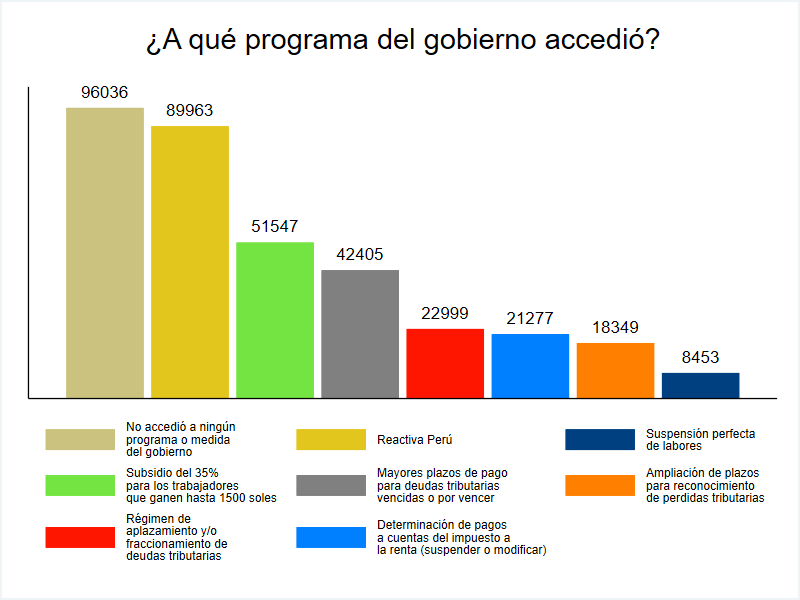 ¿A qué programa del gobierno accedió?
96036
89963
51547
42405
22999
21277
18349
8453
No accedió a ningún
programa o medida
del gobierno
Reactiva Perú
Suspensión perfecta
de labores
Subsidio del 35%
para los trabajadores
que ganen hasta 1500 soles
Mayores plazos de pago
para deudas tributarias
vencidas o por vencer
Ampliación de plazos
para reconocimiento
de perdidas tributarias
Régimen de
aplazamiento y/o
fraccionamiento de
deudas tributarias
Determinación de pagos
a cuentas del impuesto a
la renta (suspender o modificar)